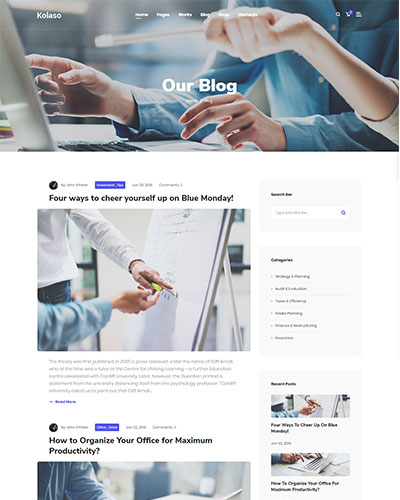 Kolaso
Home Pages Works Blog Shop Elements
Our Blog
By John H Potter Investment, Tips Jun 20, 2019 Comments: 2
Four ways to cheer yourself up on Blue Monday!
The theory was first published in 2005 a press released under the name of Cliff Arnall,
who at the time was a tutor at the Centre for Lifelong Learning – a Further Education
centre associated with Cardiff University. Later, however, the Guardian printed a
statement from the university distancing itself from the psychology professor: "Cardiff
University asked us to point out that Cliff Arnall…
Read More
By John H Potter Office, Work Jun 22, 2019 Comments: 3
How to Organize Your Office for Maximum
Productivity?
Search Bar
Type And Hit Enter...
Categories
Strategy & Planning
Audit & Evaluation
Taxes & Efficiency
Estate Planning
Finance & Restructuring
Insurance
Recent Posts
Four Ways To Cheer Up On Blue
Monday!
Jun 22, 2019
How To Organize Your Office For
Maximum Productivity?